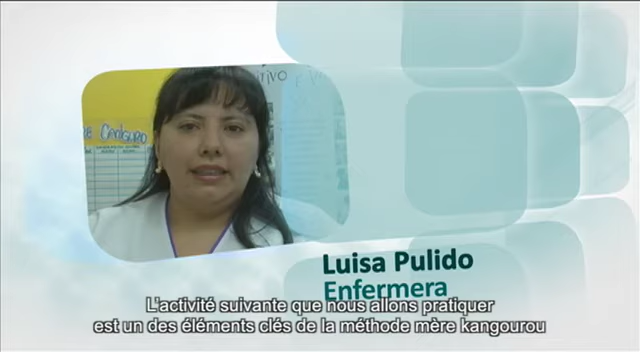 CANGURO
Luisa Pulido
Enfermera
L'activité suivante que nous allons pratiquer
est un des éléments clés de la méthode mère kangourou